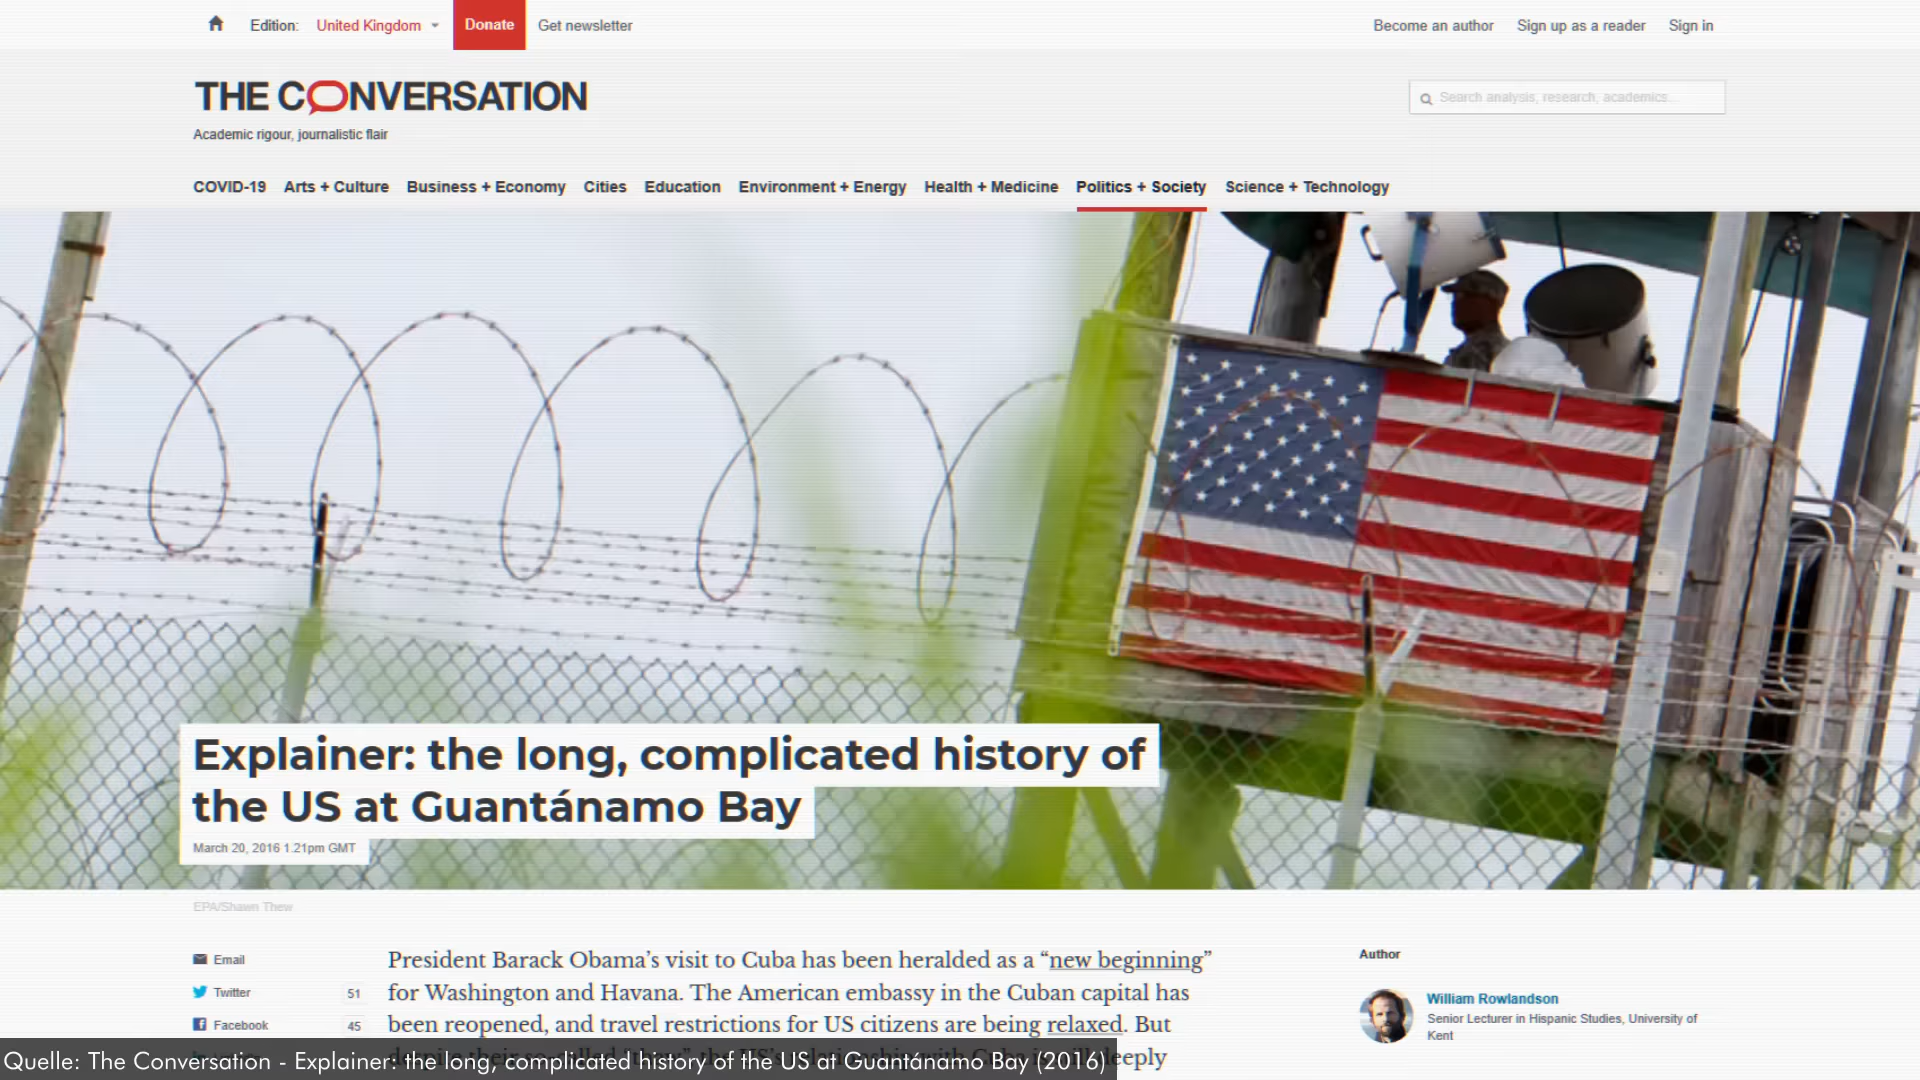 Edition: United Kingdom Donate Get newsletter Become an author Sign up as a reader Sign in
THE CONVERSATION
Search analysis, research, academics…
Academic rigour, journalistic flair
COVID-19 Arts + Culture Business + Economy Cities Education Environment + Energy Health + Medicine Politics + Society Science + Technology
Explainer: the long, complicated history of
the US at Guantánamo Bay
March 20, 2016 1.21pm GMT
EPA/Shawn Thew
Email
Twitter 51
Facebook 45
President Barack Obama’s visit to Cuba has been heralded as a “new beginning”
for Washington and Havana. The American embassy in the Cuban capital has
been reopened, and travel restrictions for US citizens are being relaxed. But
deeply
Author
William Rowlandson
Senior Lecturer in Hispanic Studies, University of
Kent
Quelle: The Conversation - Explainer: the long, complicated history of the US at Guantánamo Bay (2016)